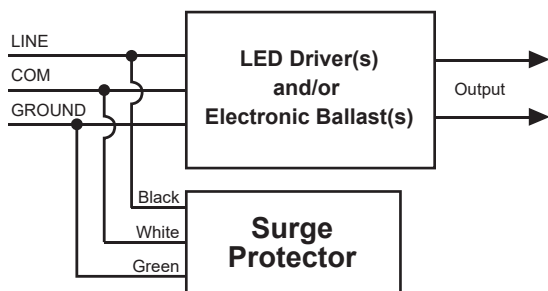 LINE
COM
GROUND
LED Driver(s)
and/or
Electronic Ballast(s)
Output
Black
White
Green
Surge
Protector